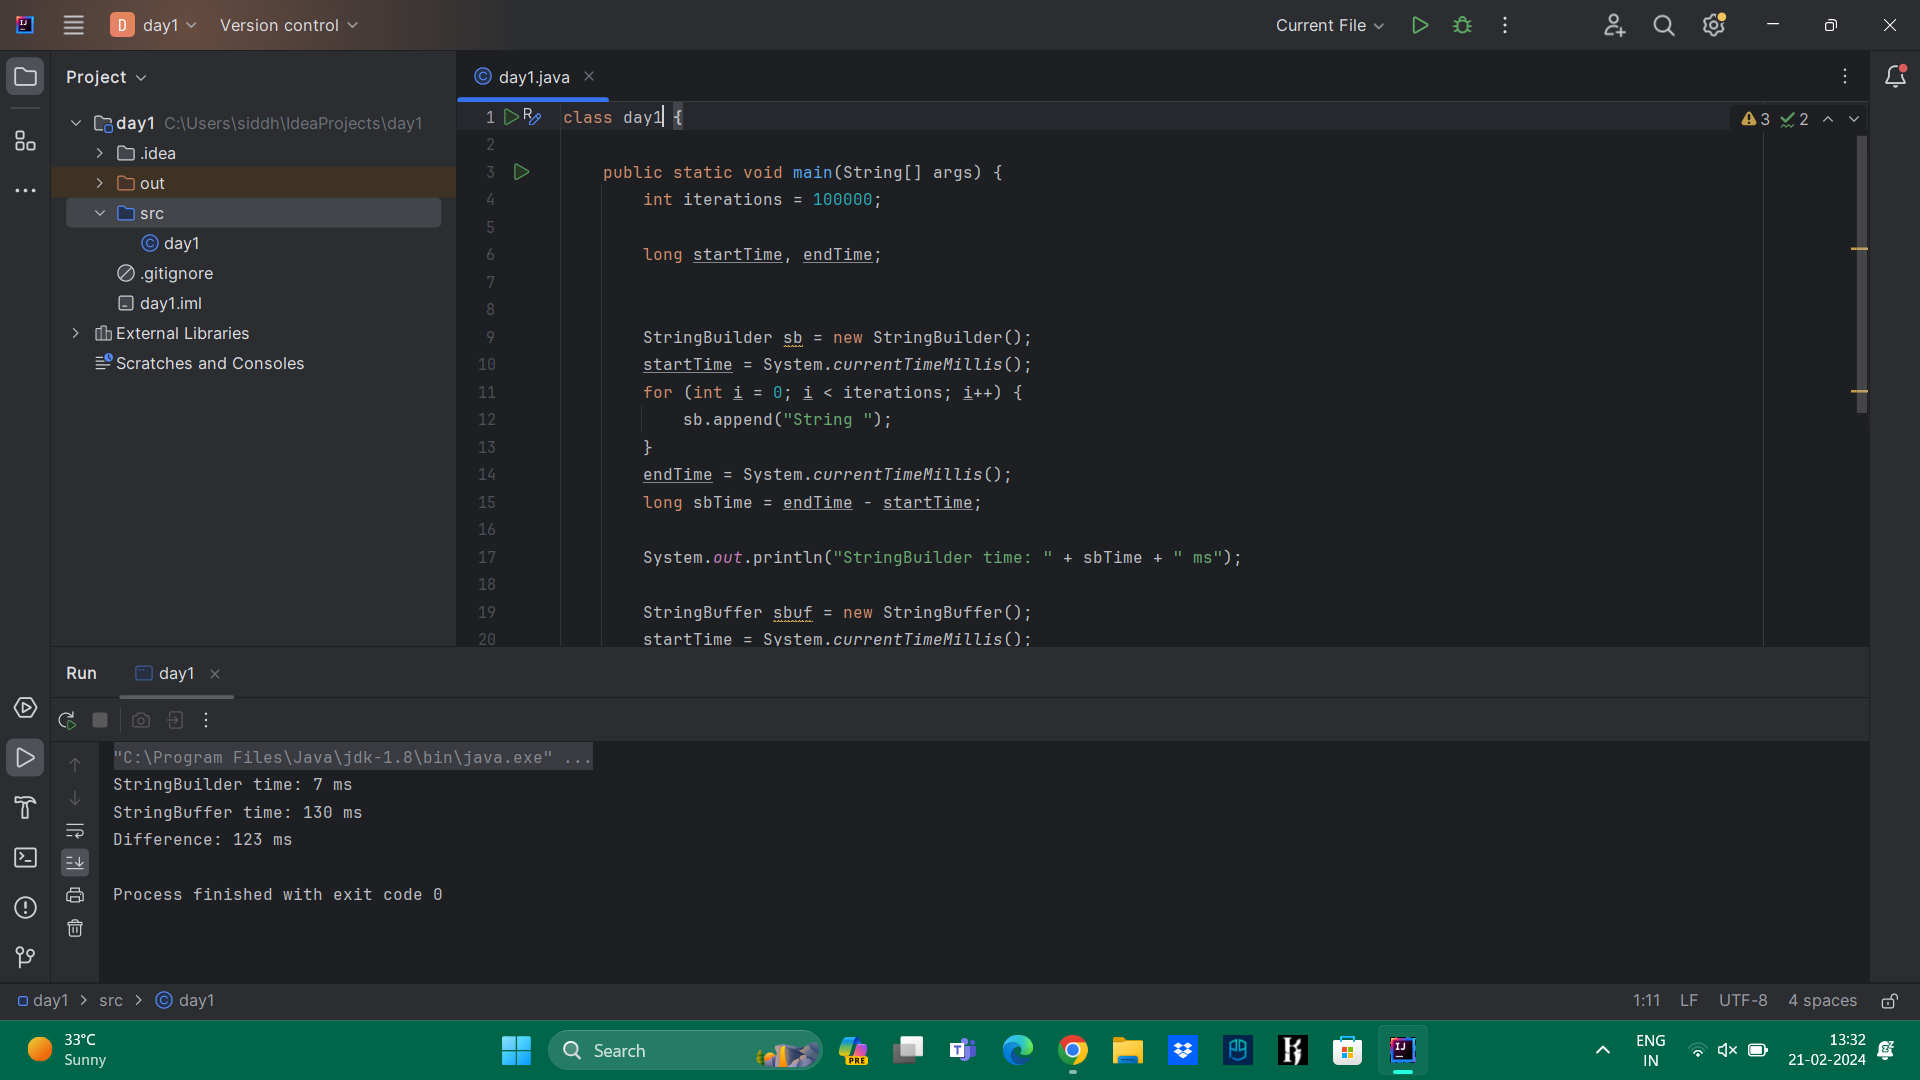 D day1 Version control Current File
Project
day1.java
day1 C:\Users\siddh\IdeaProjects\day1
.idea
out
src
day1
.gitignore
day1.iml
External Libraries
Scratches and Consoles
3 2
1 class day1 {
2
3 public static void main(String[] args) {
4 int iterations = 100000;
5
6 long startTime, endTime;
7
8
9 StringBuilder sb = new StringBuilder();
10 startTime = System.currentTimeMillis();
11 for (int i = 0; i < iterations; i++) {
12 sb.append("String ");
13 }
14 endTime = System.currentTimeMillis();
15 long sbTime = endTime - startTime;
16
17 System.out.println("StringBuilder time: " + sbTime + " ms");
18
19 StringBuffer sbuf = new StringBuffer();
20 startTime = System.currentTimeMillis();
Run day1
"C:\Program Files\Java\jdk-1.8\bin\java.exe" ...
StringBuilder time: 7 ms
StringBuffer time: 130 ms
Difference: 123 ms
Process finished with exit code 0
day1 > src > day1
1:11 LF UTF-8 4 spaces
33°C
Sunny
Search
PRE
ENG
IN
13:32
21-02-2024